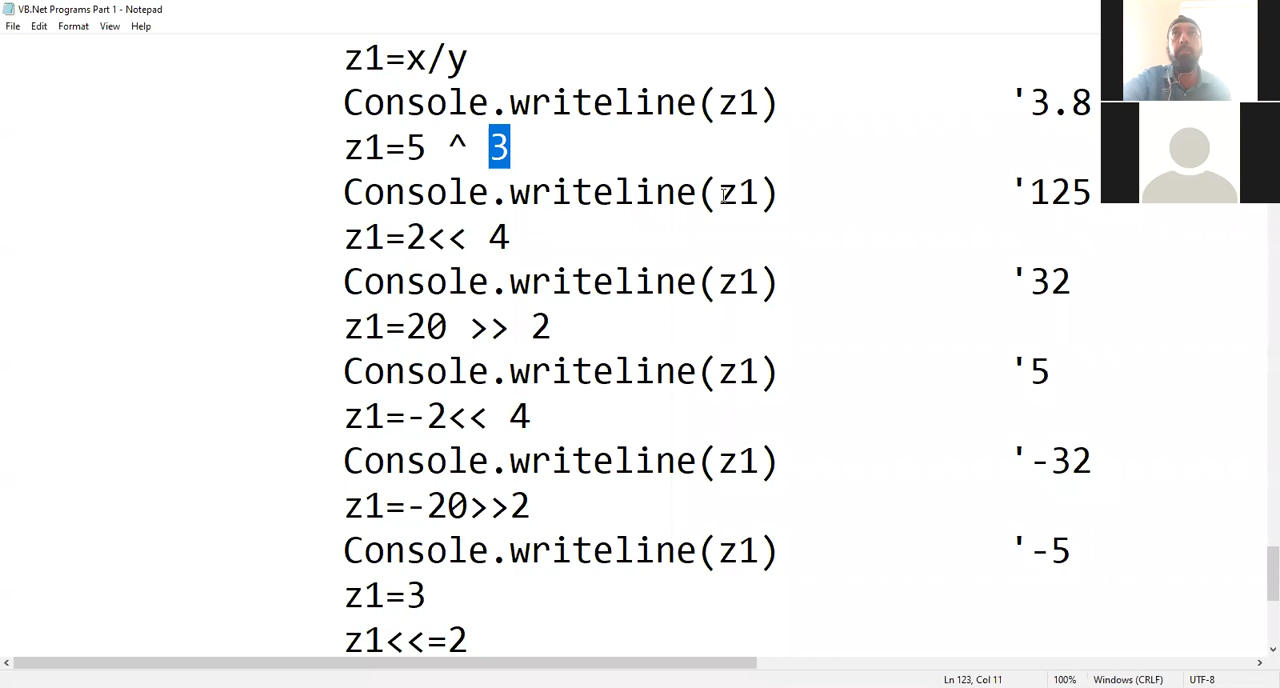 VB.Net Programs Part 1 - Notepad
File Edit Format View Help
z1=x/y
Console.writeline(z1) '3.8
z1=5 ^ 3
Console.writeline(z1) '125
z1=2<< 4
Console.writeline(z1) '32
z1=20 >> 2
Console.writeline(z1) '5
z1=-2<< 4
Console.writeline(z1) '-32
z1=-20>>2
Console.writeline(z1) '-5
z1=3
z1<<=2
Ln 123, Col 11 100% Windows (CRLF) UTF-8